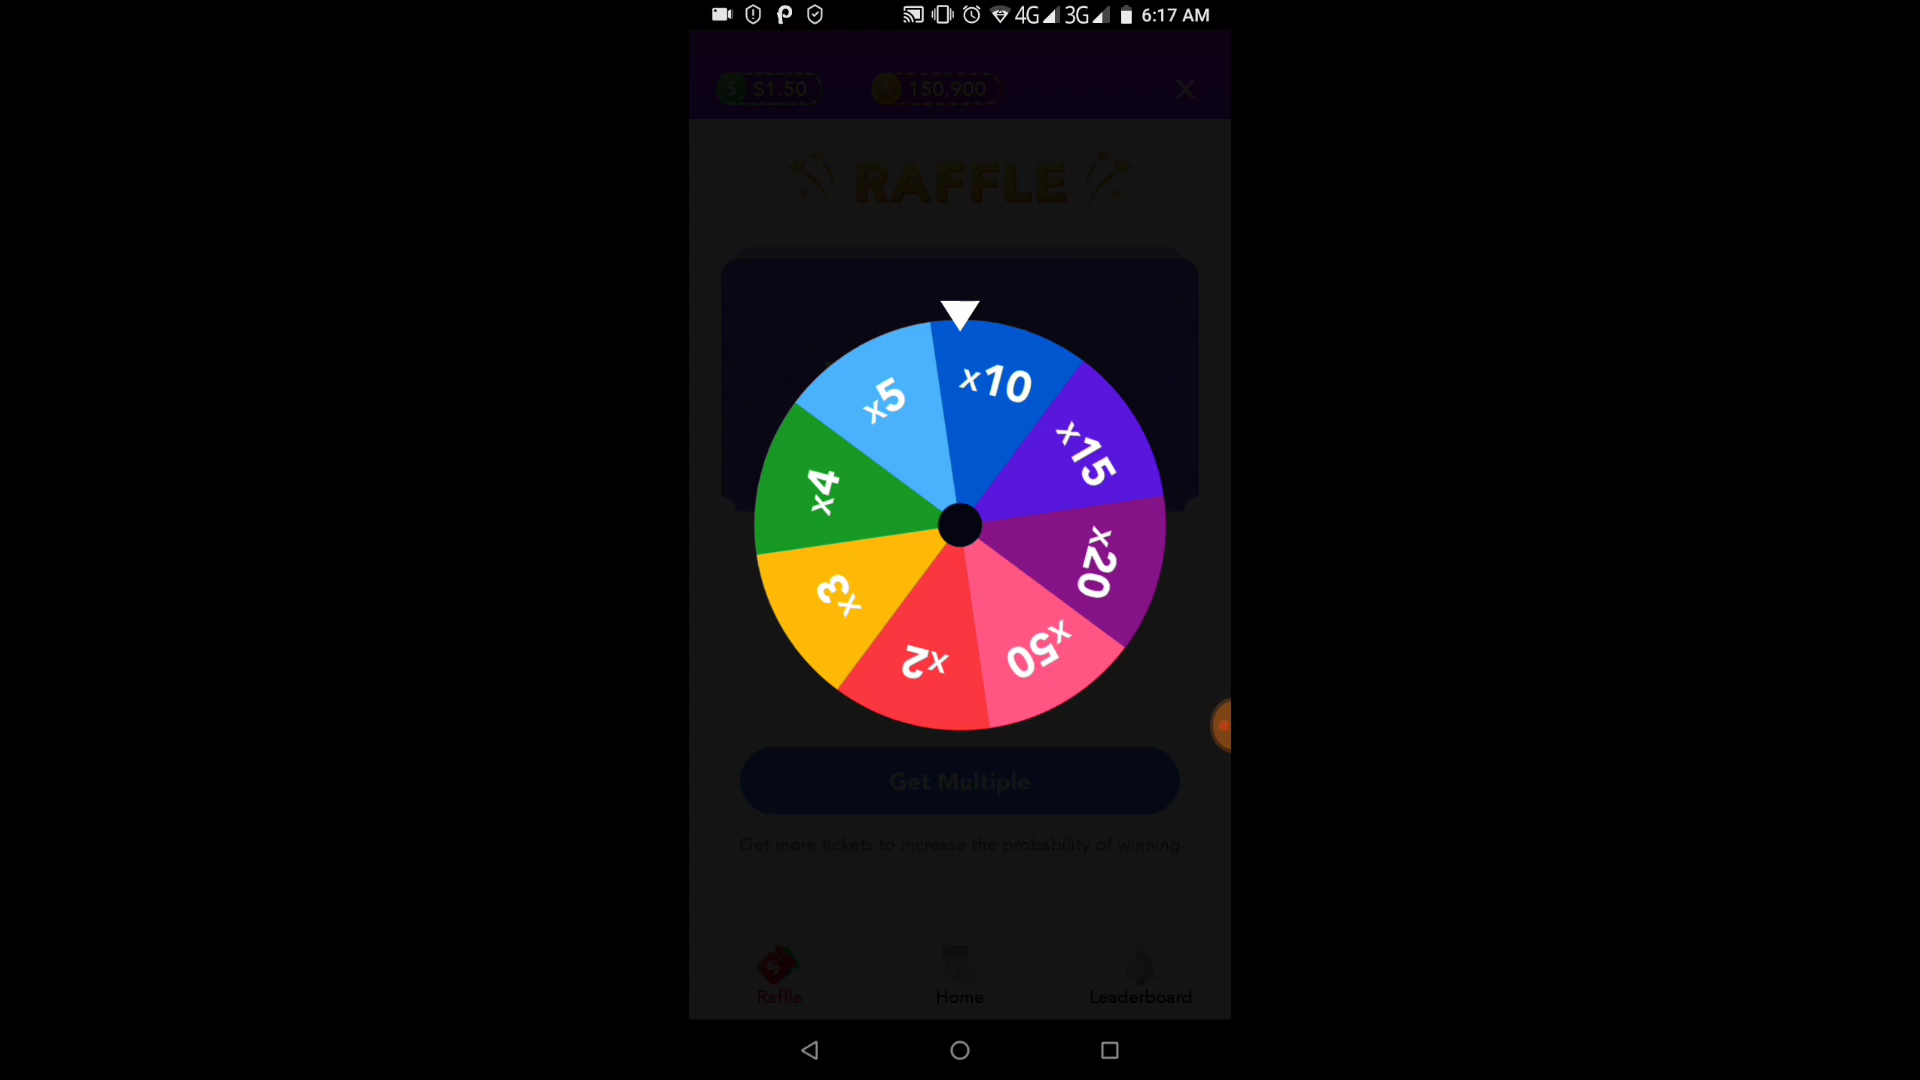 4G 3G 6:17 AM
$1.50 150,900
RAFFLE
x5 x10
x15
x4
x20
x3
x50
x2
Get Multiple
Get more tickets to increase the probability of winning
Raffle Home Leaderboard